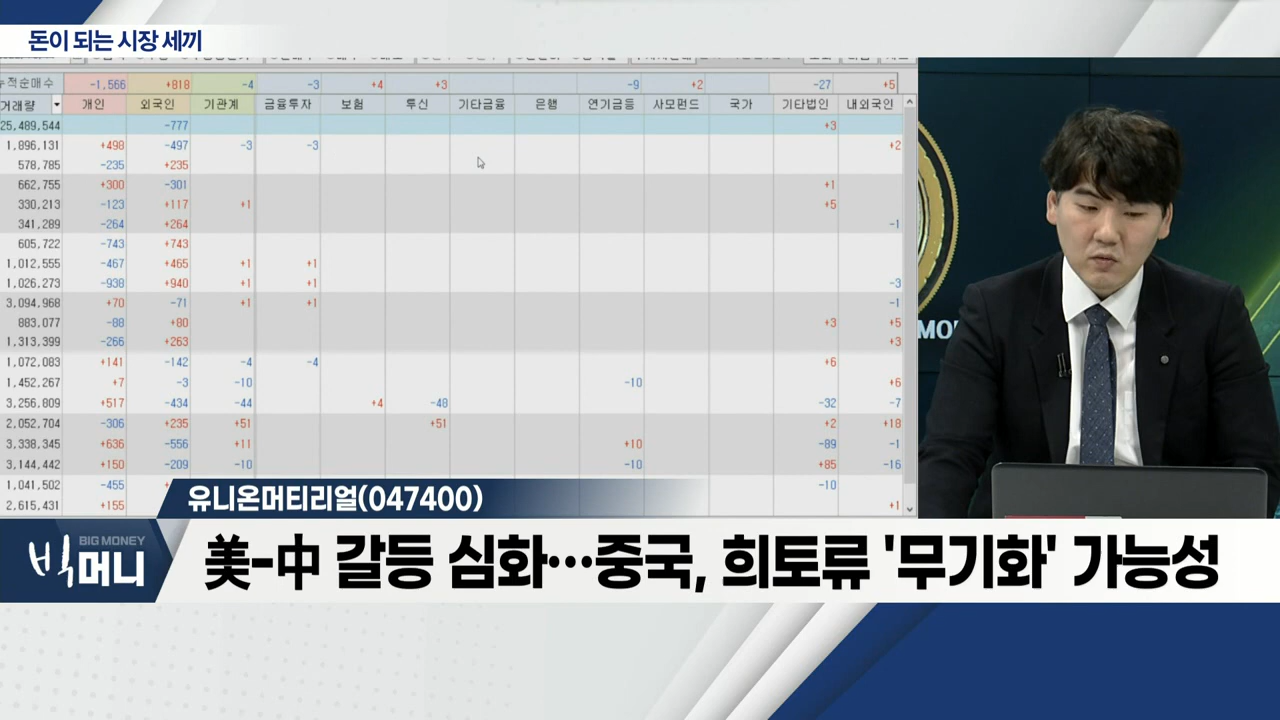 돈이 되는 시장 세끼
누적순매수 -1,566 +818 -4 -3 +4 +3 -9 +2 -27 +5
거래량 개인 외국인 기관계 금융투자 보험 투신 기타금융 은행 연기금등 사모펀드 국가 기타법인 내외국인
25,489,544 -777 +3
1,896,131 +498 -497 -3 -3 +2
578,785 -235 +235
662,755 +300 -301 +1
330,213 -123 +117 +1 +5
341,289 -264 +264 -1
605,722 -743 +743
1,012,555 -467 +465 +1 +1
1,026,273 -938 +940 +1 +1 -3
3,094,968 +70 -71 +1 +1 -1
883,077 -88 +80 +3 +5
1,313,399 -266 +263 +3
1,072,083 +141 -142 -4 -4 +6
1,452,267 +7 -3 -10 -10 +6
3,256,809 +517 -434 -44 +4 -48 -32 -7
2,052,704 -306 +235 +51 +51 +2 +18
3,338,345 +636 -556 +11 +10 -89 -1
3,144,442 +150 -209 -10 -10 +85 -16
1,041,502 -455 -10
2,615,431 +155 +1
유니온머티리얼(047400)
BIG MONEY
빅머니
美-中 갈등 심화…중국, 희토류 '무기화' 가능성